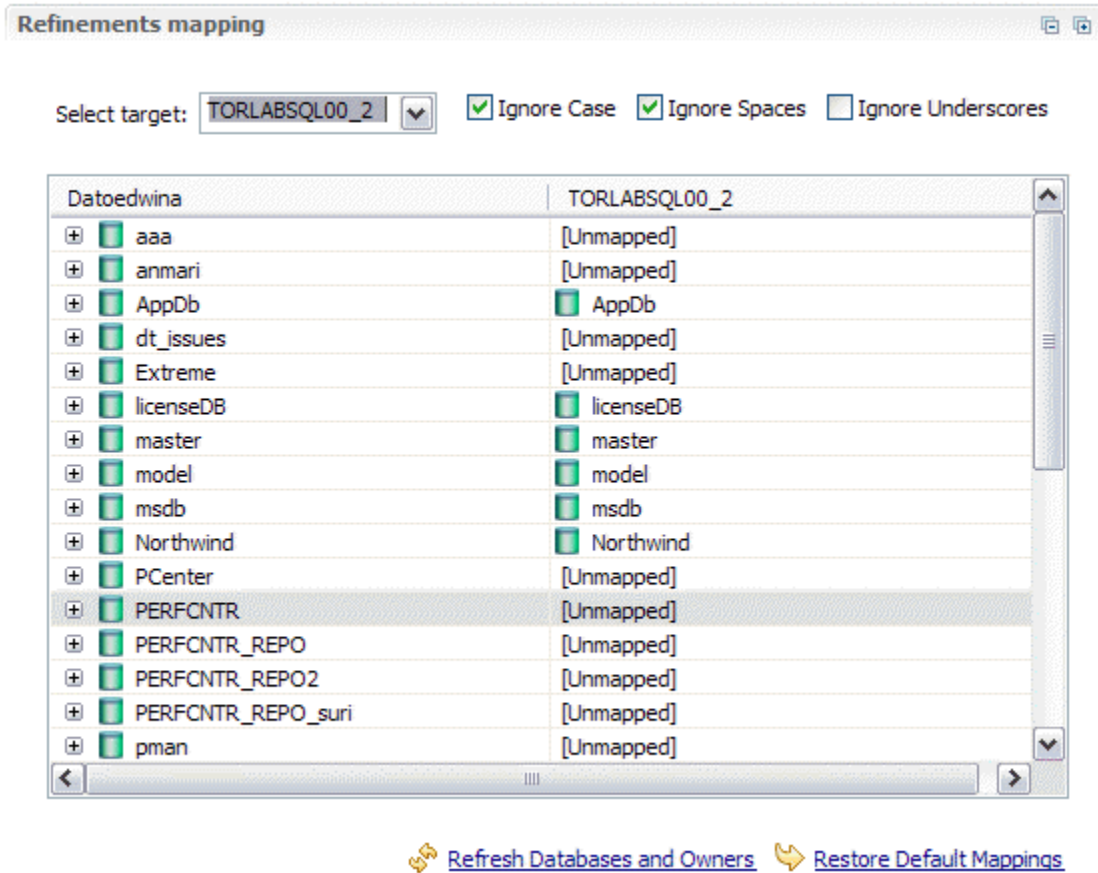 Refinements mapping
Select target: TORLABSQL00_2 Ignore Case Ignore Spaces Ignore Underscores
Datoedwina TORLABSQL00_2
aaa [Unmapped]
anmari [Unmapped]
AppDb AppDb
dt_issues [Unmapped]
Extreme [Unmapped]
licenseDB licenseDB
master master
model model
msdb msdb
Northwind Northwind
PCenter [Unmapped]
PERFCNTR [Unmapped]
PERFCNTR_REPO [Unmapped]
PERFCNTR_REPO2 [Unmapped]
PERFCNTR_REPO_suri [Unmapped]
pman [Unmapped]
Refresh Databases and Owners Restore Default Mappings